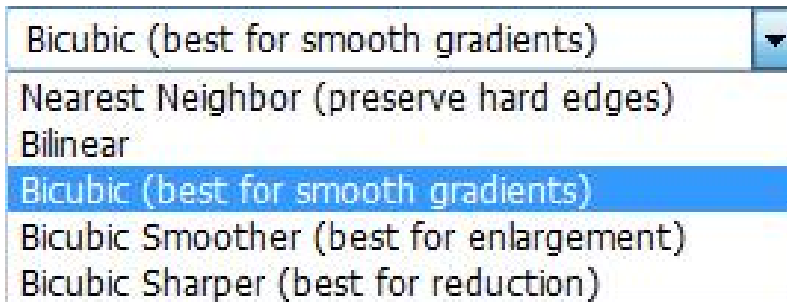 Bicubic (best for smooth gradients)
Nearest Neighbor (preserve hard edges)
Bilinear
Bicubic (best for smooth gradients)
Bicubic Smoother (best for enlargement)
Bicubic Sharper (best for reduction)